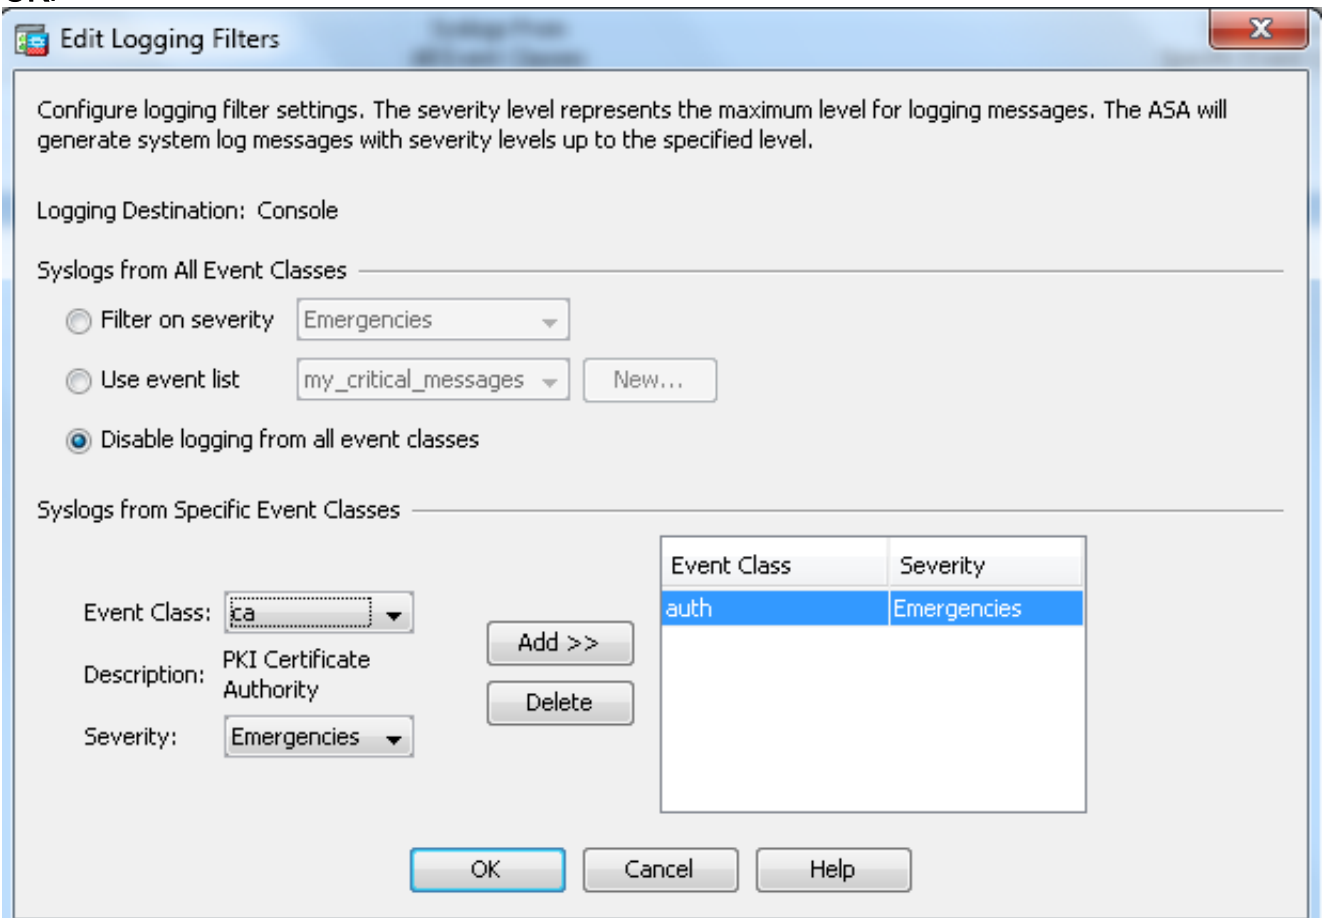 Edit Logging Filters
Configure logging filter settings. The severity level represents the maximum level for logging messages. The ASA will
generate system log messages with severity levels up to the specified level.
Logging Destination: Console
Syslogs from All Event Classes
Filter on severity Emergencies
Use event list my_critical_messages New...
Disable logging from all event classes
Syslogs from Specific Event Classes
Event Class Severity
auth Emergencies
Event Class: ca
Description: PKI Certificate
Authority
Severity: Emergencies
Add >>
Delete
OK Cancel Help